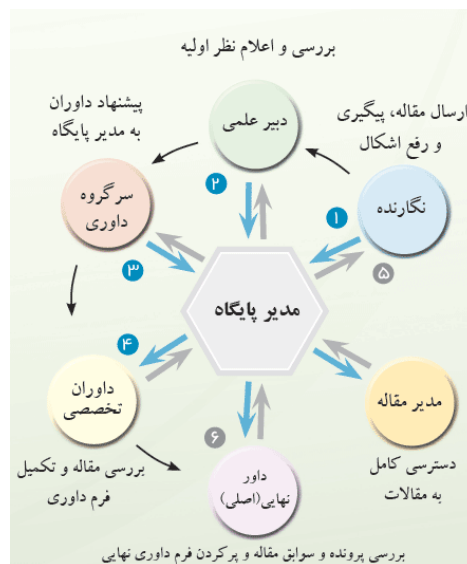 بررسی و اعلام نظر اولیه
دبیر علمی
ارسال مقاله، پیگیری
و رفع اشکال
نگارنده
پیشنهاد داوران
به مدیر پایگاه
سرگروه
داوری
۲
۱
۳
۵
مدیر پایگاه
۴
داوران
تخصصی
مدیر مقاله
بررسی مقاله و تکمیل
فرم داوری
۶
داور
نهایی(اصلی)
دسترسی کامل
به مقالات
بررسی پرونده و سوابق مقاله و پرکردن فرم داوری نهایی